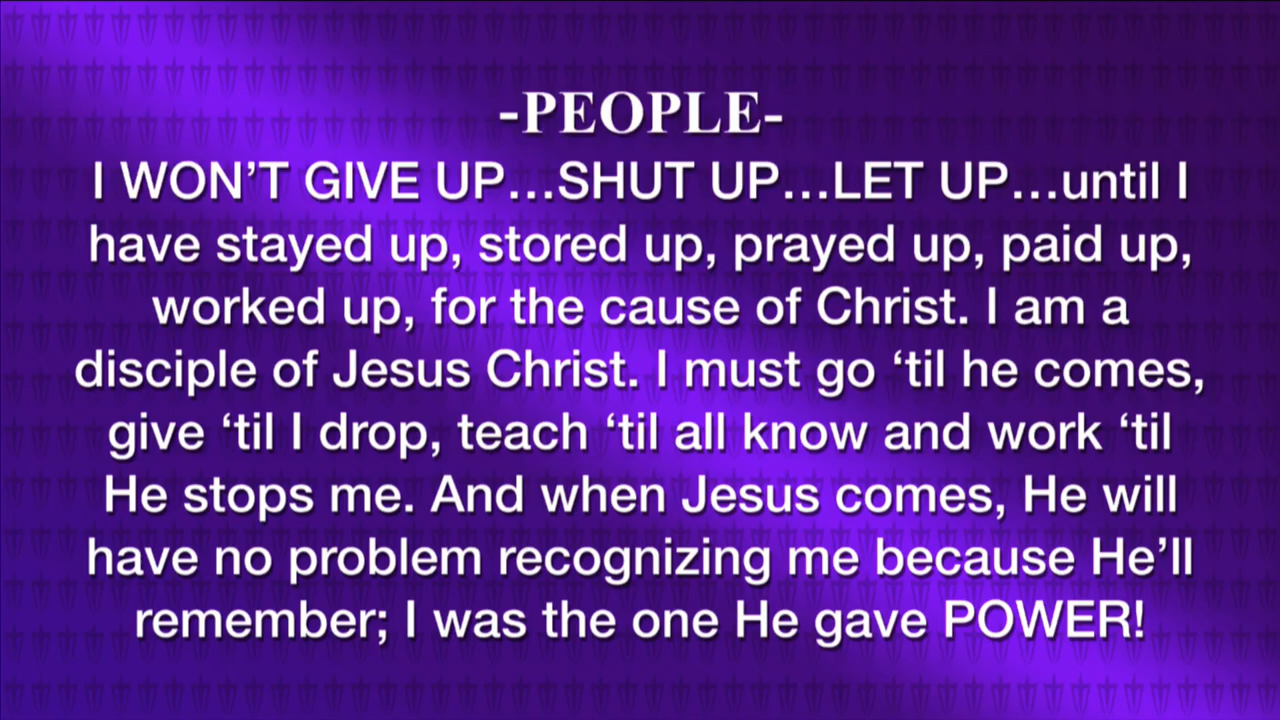 -PEOPLE-
I WON’T GIVE UP...SHUT UP...LET UP...until I
have stayed up, stored up, prayed up, paid up,
worked up, for the cause of Christ. I am a
disciple of Jesus Christ. I must go ‘til he comes,
give ‘til I drop, teach ‘til all know and work ‘til
He stops me. And when Jesus comes, He will
have no problem recognizing me because He’ll
remember; I was the one He gave POWER!